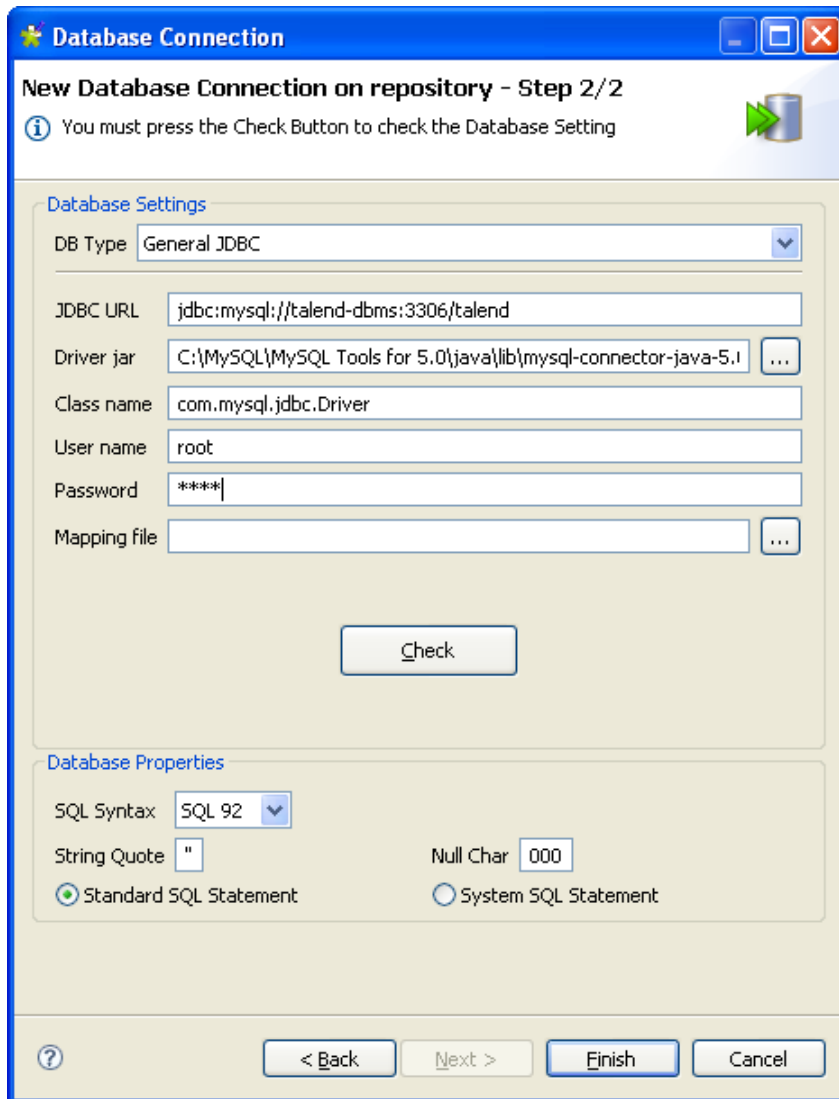 Database Connection
New Database Connection on repository - Step 2/2
You must press the Check Button to check the Database Setting
Database Settings
DB Type General JDBC
JDBC URL jdbc:mysql://talend-dbms:3306/talend
Driver jar C:\MySQL\MySQL Tools for 5.0\java\lib\mysql-connector-java-5.( ...
Class name com.mysql.jdbc.Driver
User name root
Password ****
Mapping file ...
Check
Database Properties
SQL Syntax SQL 92
String Quote " Null Char 000
Standard SQL Statement System SQL Statement
? < Back Next > Finish Cancel